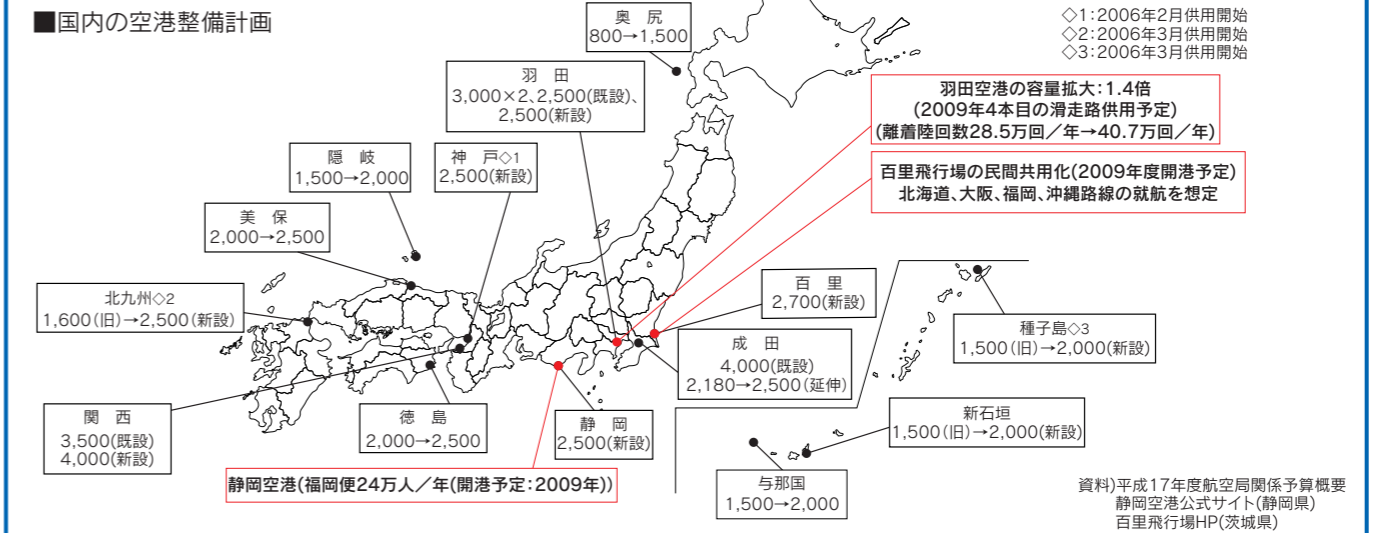 ■国内の空港整備計画
◇1：2006年2月供用開始
◇2：2006年3月供用開始
◇3：2006年3月供用開始
奥 尻
800→1,500
羽 田
3,000×2、2,500(既設)、
2,500(新設)
羽田空港の容量拡大：1.4倍
(2009年4本目の滑走路供用予定)
(離着陸回数28.5万回／年→40.7万回／年)
隠 岐
1,500→2,000
神 戸◇1
2,500(新設)
百里飛行場の民間共用化(2009年度開港予定)
北海道、大阪、福岡、沖縄路線の就航を想定
美 保
2,000→2,500
北九州◇2
1,600(旧)→2,500(新設)
百 里
2,700(新設)
種子島◇3
1,500(旧)→2,000(新設)
成 田
4,000(既設)
2,180→2,500(延伸)
関 西
3,500(既設)
4,000(新設)
徳 島
2,000→2,500
静 岡
2,500(新設)
新石垣
1,500(旧)→2,000(新設)
静岡空港(福岡便24万人／年(開港予定：2009年))
与那国
1,500→2,000
資料)平成17年度航空局関係予算概要
静岡空港公式サイト(静岡県)
百里飛行場HP(茨城県)